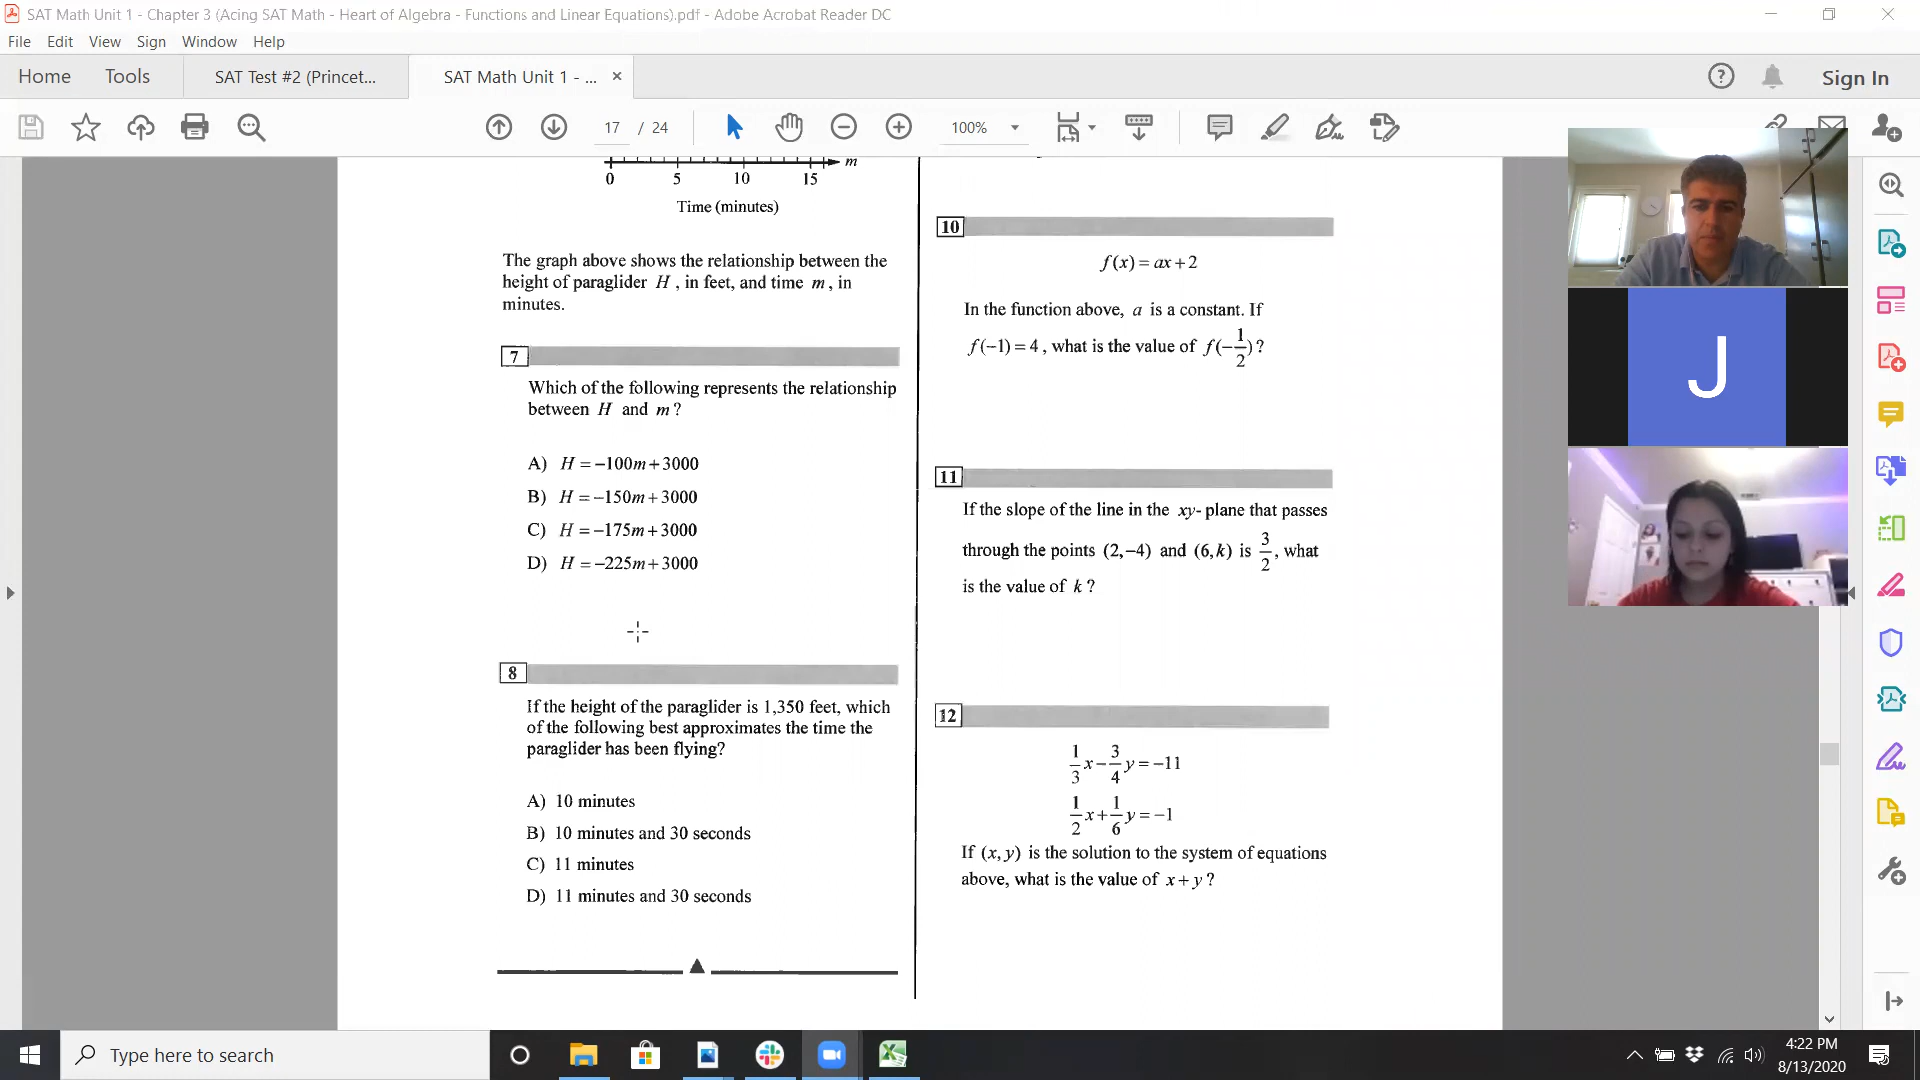 SAT Math Unit 1 - Chapter 3 (Acing SAT Math - Heart of Algebra - Functions and Linear Equations).pdf - Adobe Acrobat Reader DC
File Edit View Sign Window Help
Home Tools SAT Test #2 (Princet... SAT Math Unit 1 - ... × Sign In
17 / 24 100%
m
0 5 10 15
Time (minutes)
The graph above shows the relationship between the
height of paraglider H, in feet, and time m, in
minutes.
7
Which of the following represents the relationship
between H and m?
A) H = −100m + 3000
B) H = −150m + 3000
C) H = −175m + 3000
D) H = −225m + 3000
8
If the height of the paraglider is 1,350 feet, which
of the following best approximates the time the
paraglider has been flying?
A) 10 minutes
B) 10 minutes and 30 seconds
C) 11 minutes
D) 11 minutes and 30 seconds
10
f(x) = ax + 2
In the function above, a is a constant. If
f(−1) = 4, what is the value of f(−1/2)?
11
If the slope of the line in the xy-plane that passes
through the points (2,−4) and (6,k) is 3/2, what
is the value of k?
12
1/3 x − 3/4 y = −11
1/2 x + 1/6 y = −1
If (x, y) is the solution to the system of equations
above, what is the value of x + y?
J
Type here to search
4:22 PM
8/13/2020